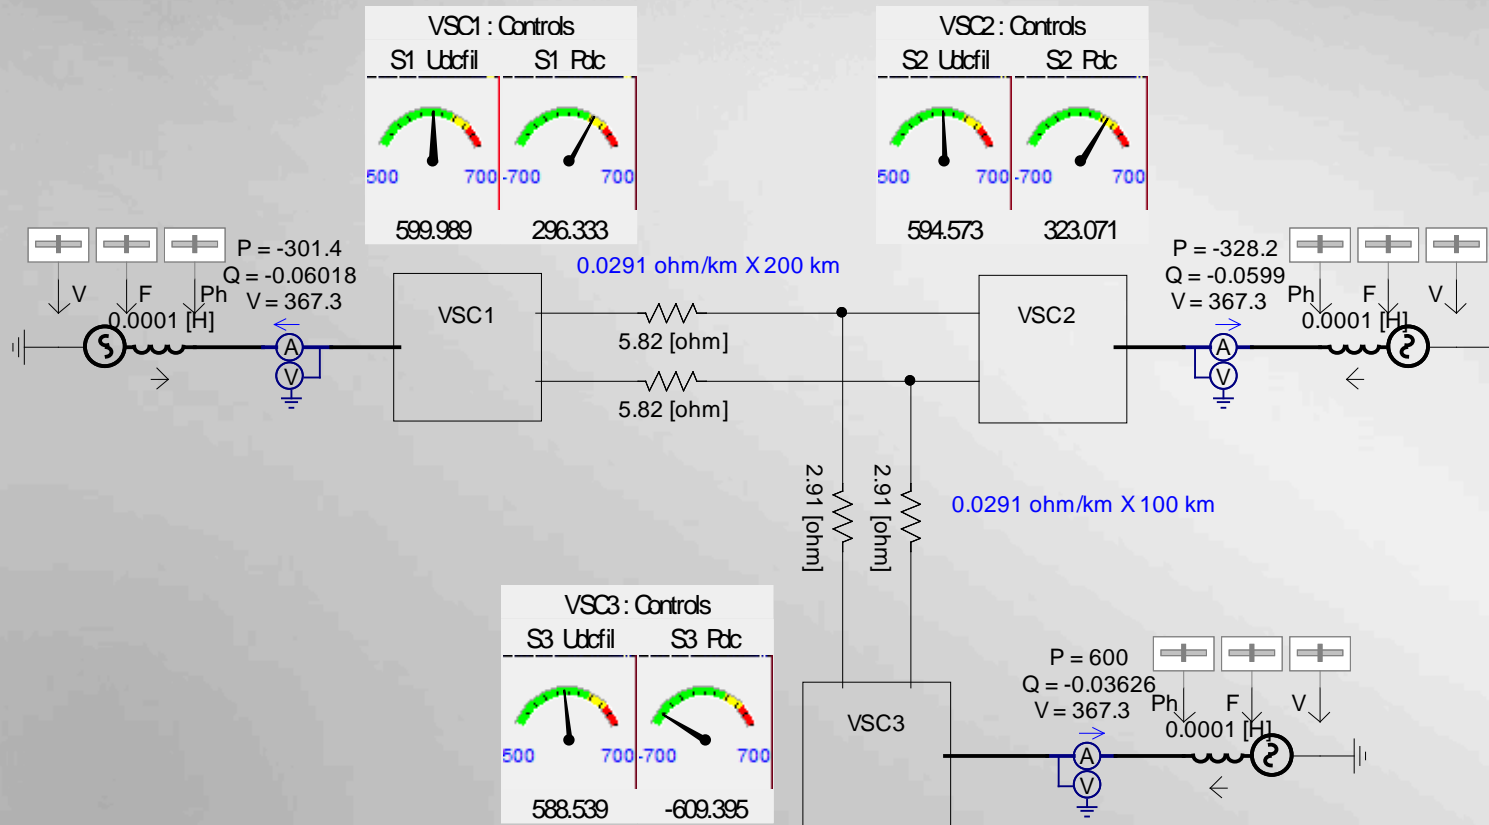 VSC1 : Controls
S1 Udcfil
S1 Pdc
500
700
-700
700
599.989
296.333
VSC2 : Controls
S2 Udcfil
S2 Pdc
500
700
-700
700
594.573
323.071
P = -301.4
Q = -0.06018
V = 367.3
V
F
Ph
0.0001 [H]
A
V
VSC1
0.0291 ohm/km X 200 km
5.82 [ohm]
5.82 [ohm]
VSC2
P = -328.2
Q = -0.0599
V = 367.3
Ph
F
V
0.0001 [H]
A
V
2.91 [ohm]
2.91 [ohm]
0.0291 ohm/km X 100 km
VSC3 : Controls
S3 Udcfil
S3 Pdc
500
700
-700
700
588.539
-609.395
VSC3
P = 600
Q = -0.03626
V = 367.3
Ph
F
V
0.0001 [H]
A
V